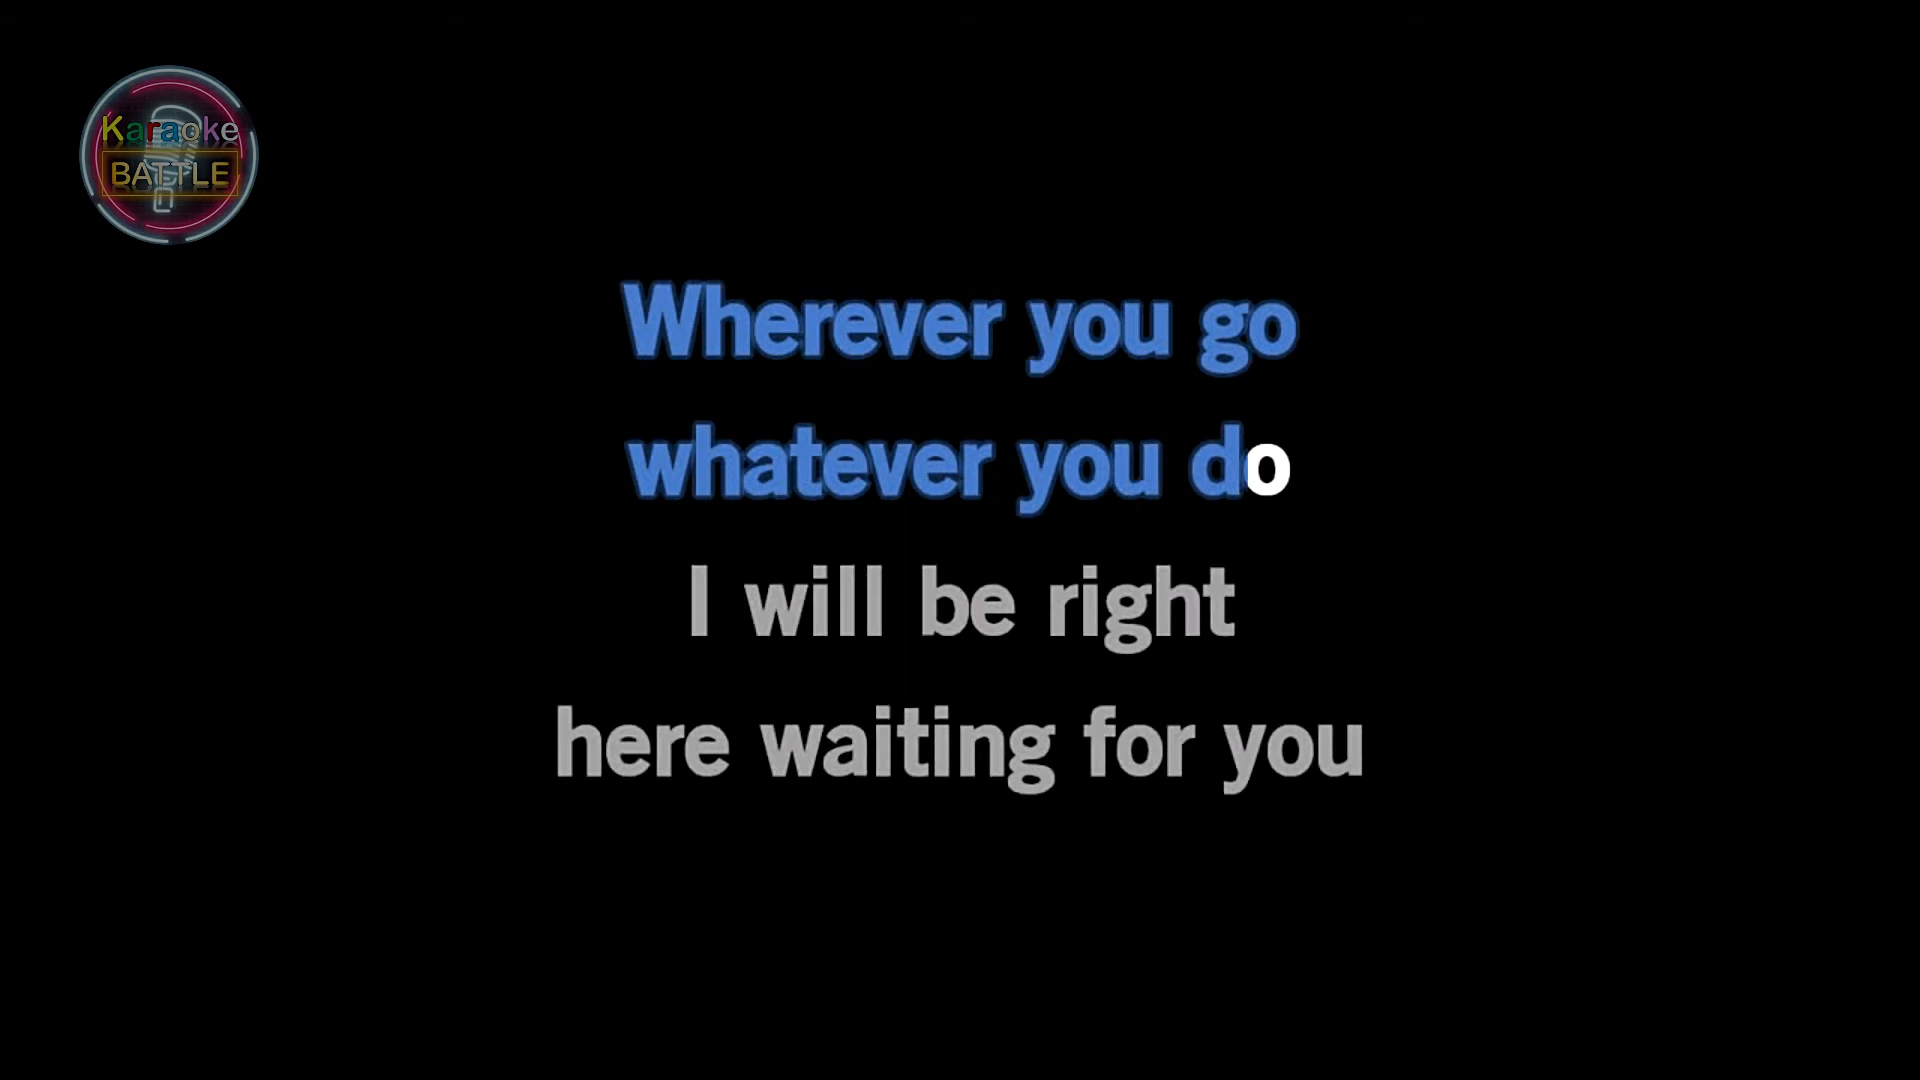 Karaoke
BATTLE
Wherever you go
whatever you do
I will be right
here waiting for you